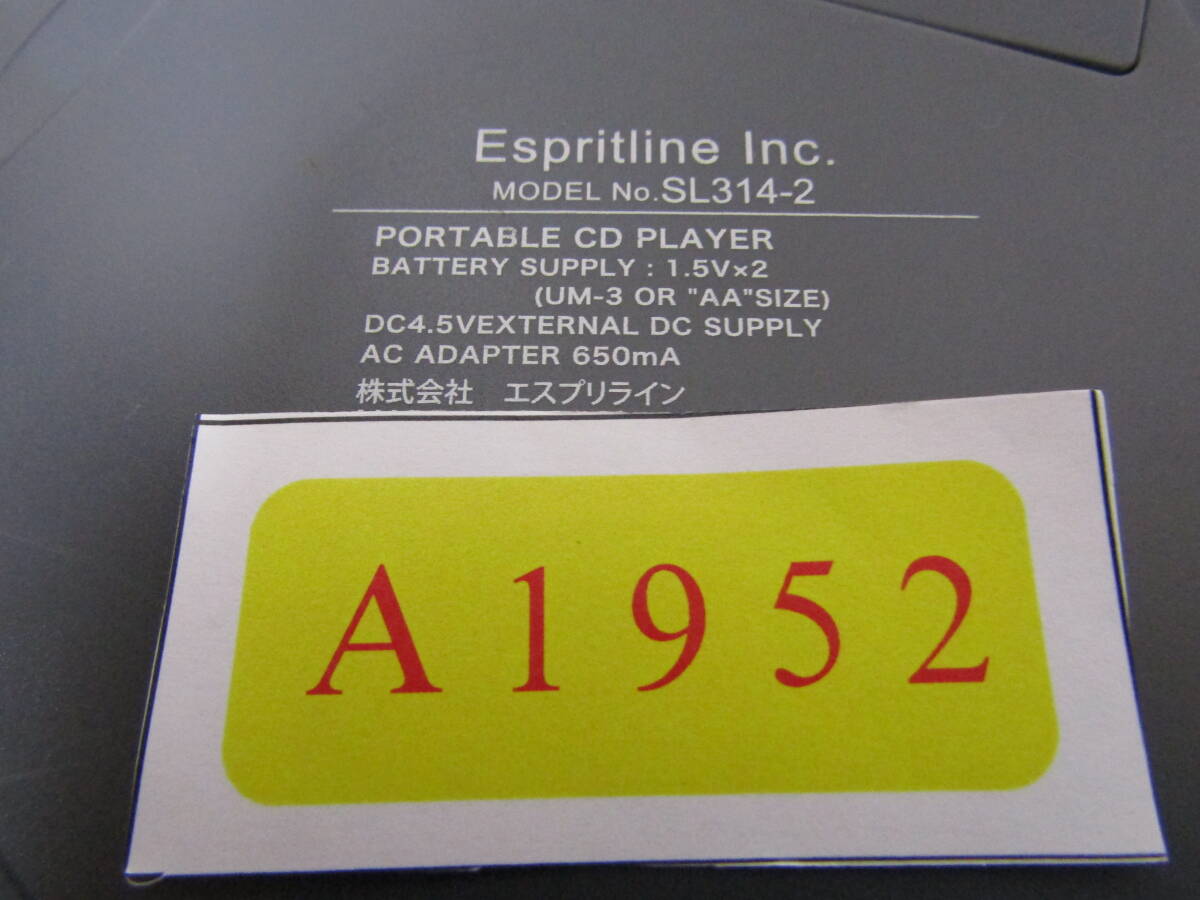 Espritline Inc.
MODEL No.SL314-2
PORTABLE CD PLAYER
BATTERY SUPPLY : 1.5V×2
(UM-3 OR "AA"SIZE)
DC4.5VEXTERNAL DC SUPPLY
AC ADAPTER 650mA
株式会社 エスプリライン
A1952